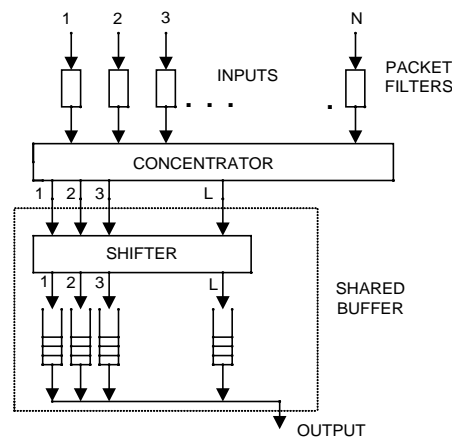 1 2 3 N
INPUTS
PACKET
FILTERS
. . . .
CONCENTRATOR
1 2 3 L
SHIFTER
1 2 3 L
SHARED
BUFFER
OUTPUT